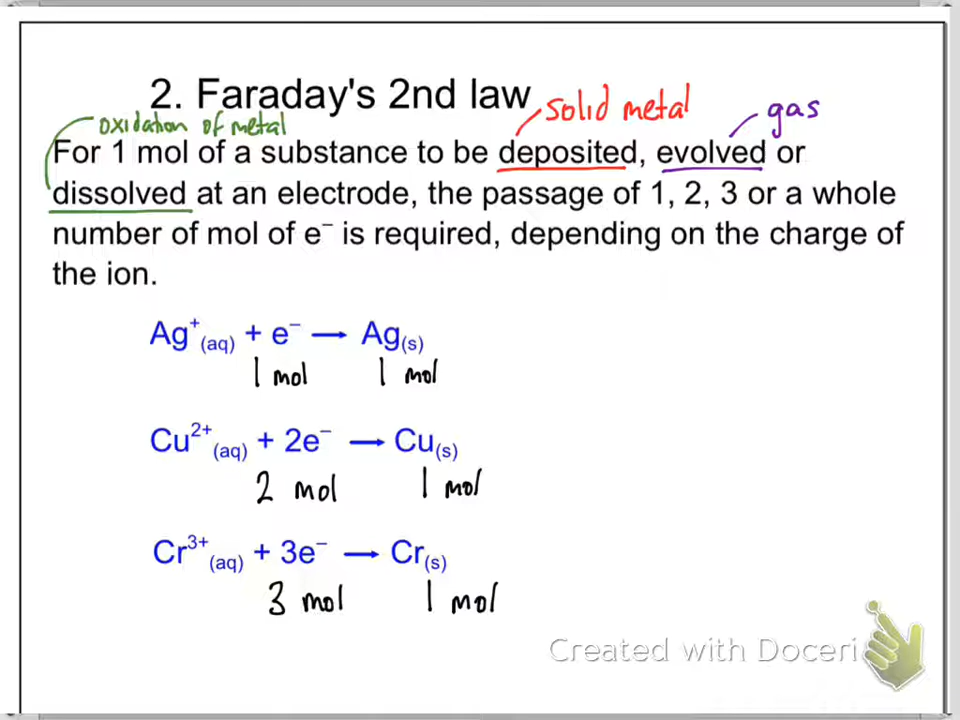 2. Faraday's 2nd law
solid metal
gas
oxidation of metal
For 1 mol of a substance to be deposited, evolved or
dissolved at an electrode, the passage of 1, 2, 3 or a whole
number of mol of e⁻ is required, depending on the charge of
the ion.
Ag⁺(aq) + e⁻ → Ag(s)
1 mol 1 mol
Cu²⁺(aq) + 2e⁻ → Cu(s)
2 mol 1 mol
Cr³⁺(aq) + 3e⁻ → Cr(s)
3 mol 1 mol
Created with Doceri